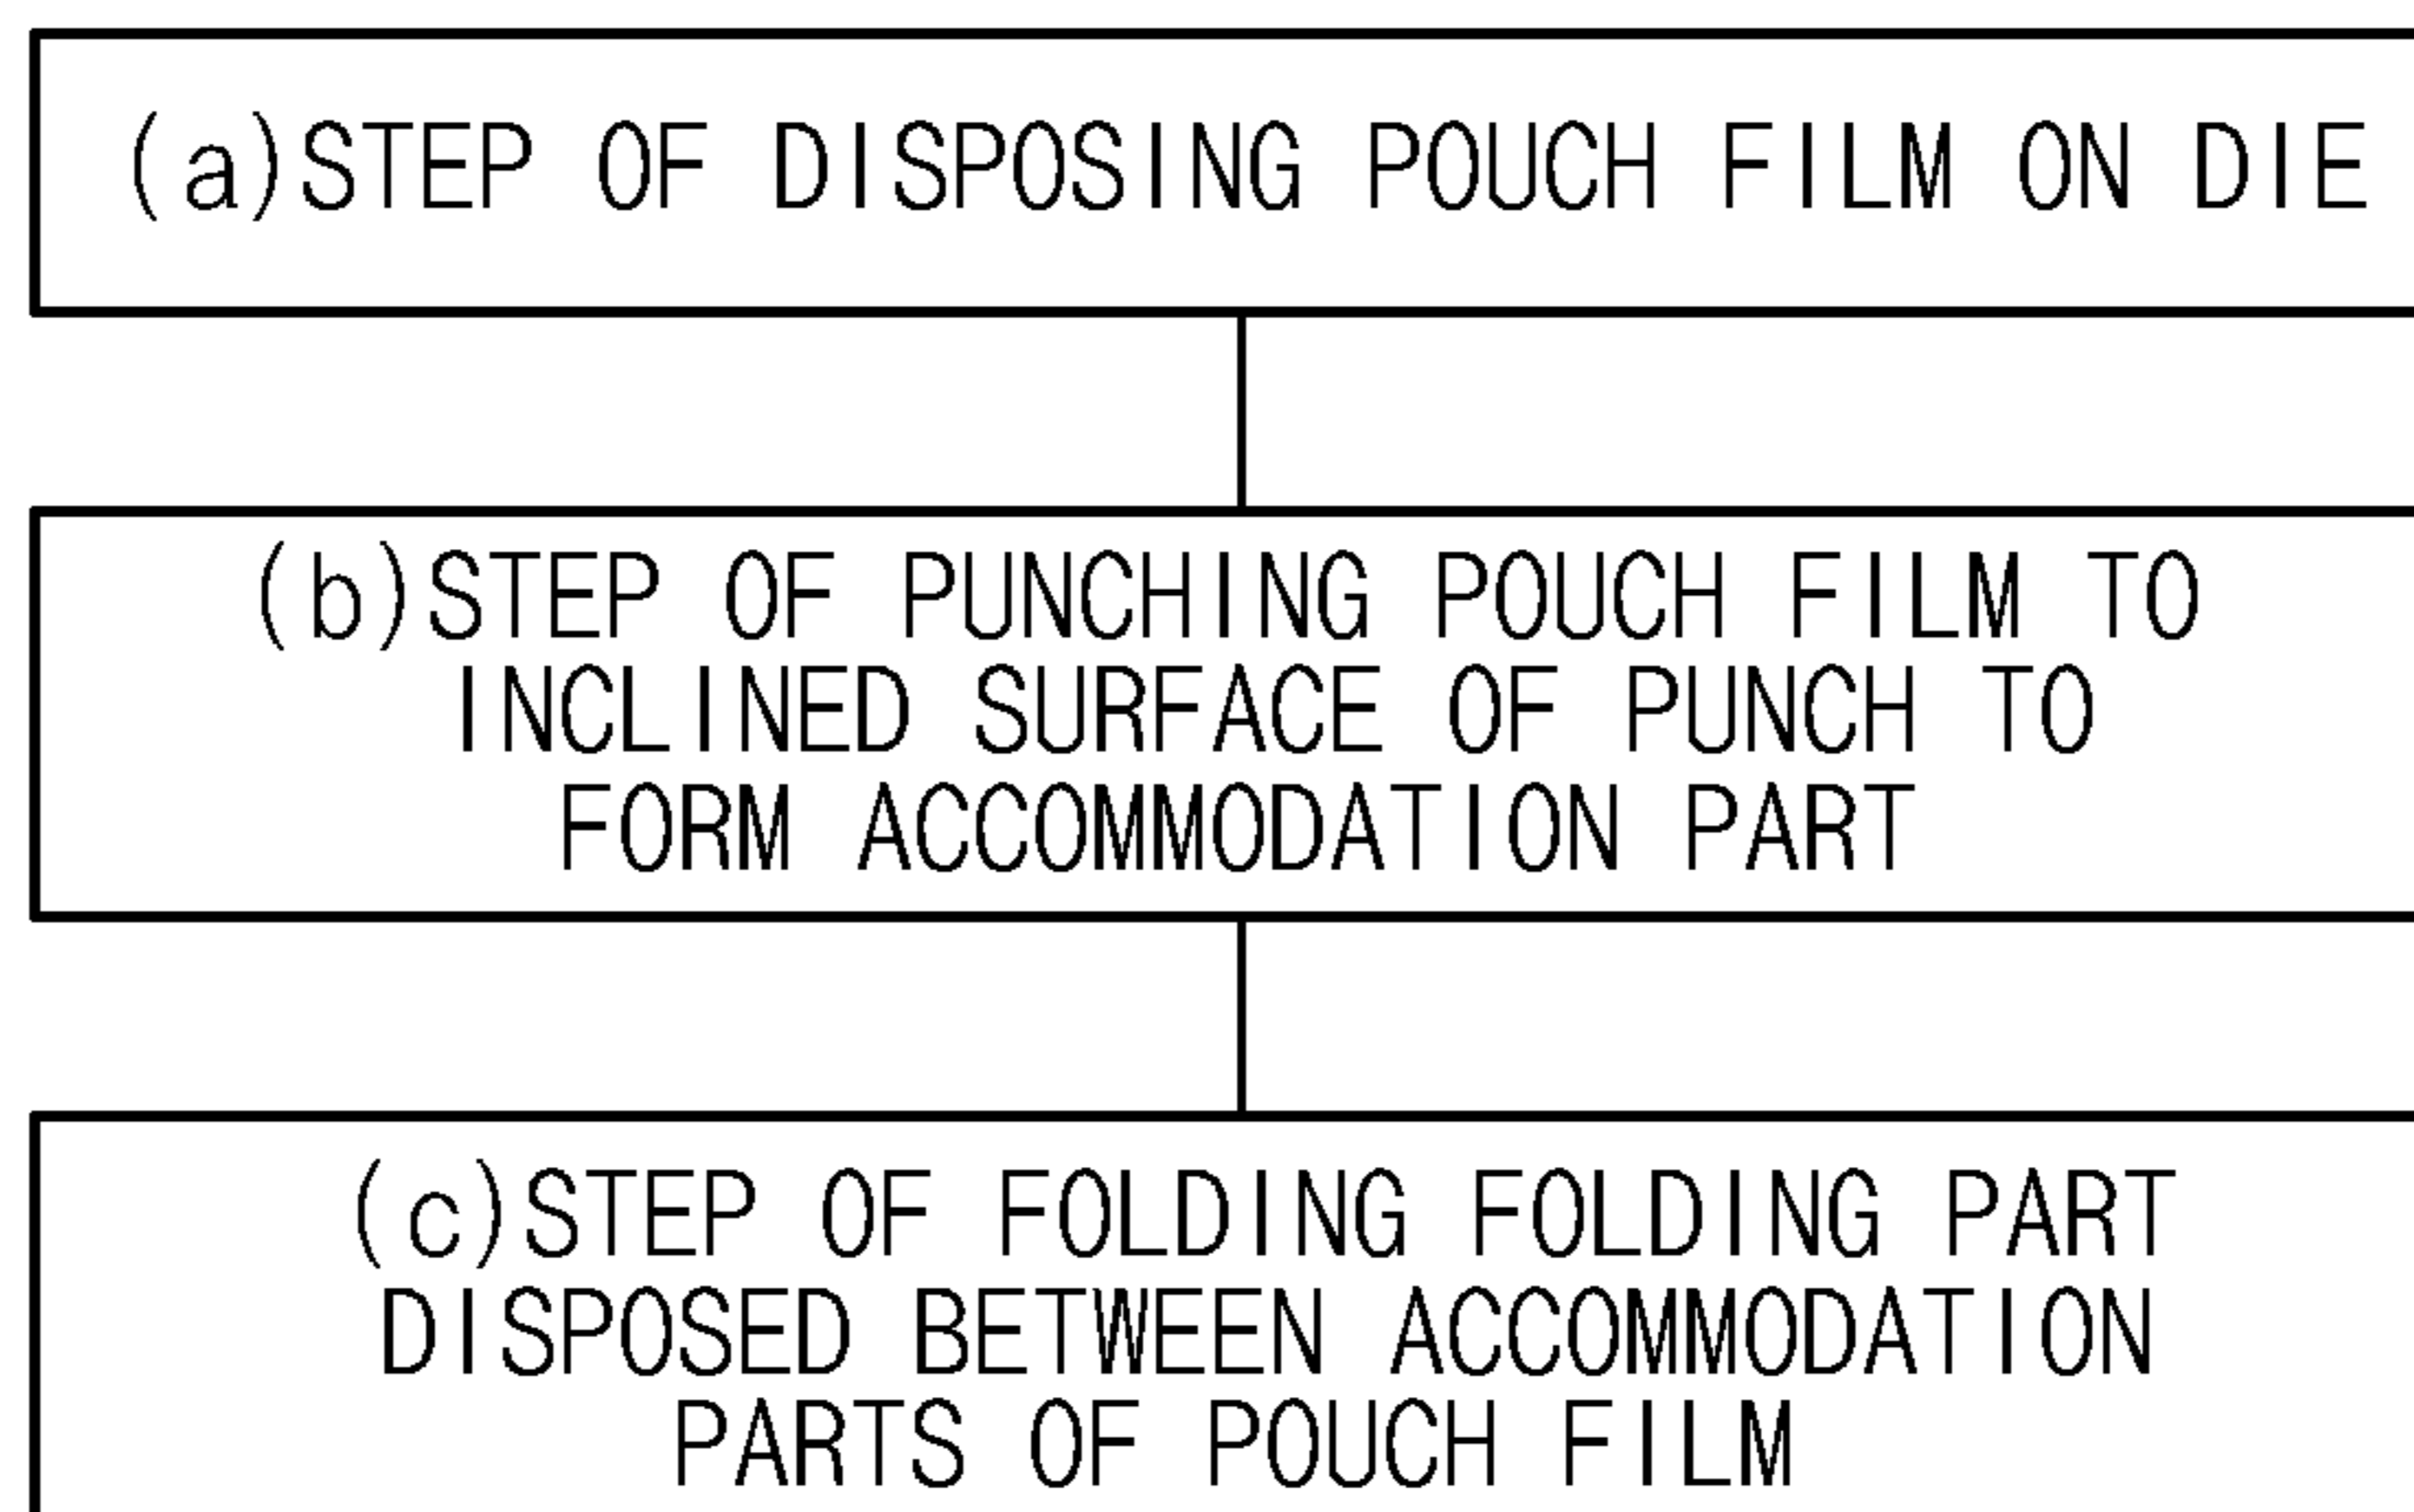 (a)STEP OF DISPOSING POUCH FILM ON DIE
(b)STEP OF PUNCHING POUCH FILM TO
INCLINED SURFACE OF PUNCH TO
FORM ACCOMMODATION PART
(c)STEP OF FOLDING FOLDING PART
DISPOSED BETWEEN ACCOMMODATION
PARTS OF POUCH FILM